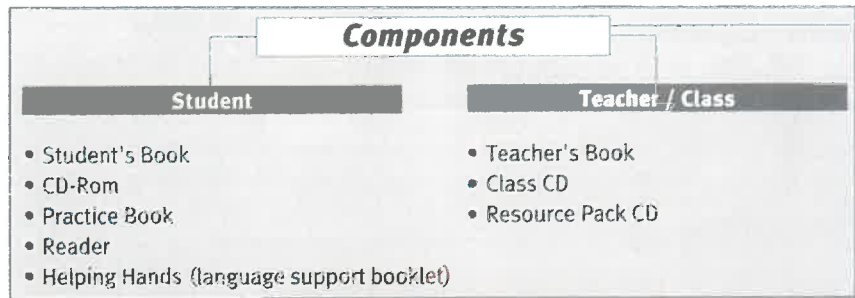 Components
Student
• Student's Book
• CD-Rom
• Practice Book
• Reader
• Helping Hands (language support booklet)
Teacher / Class
• Teacher's Book
• Class CD
• Resource Pack CD